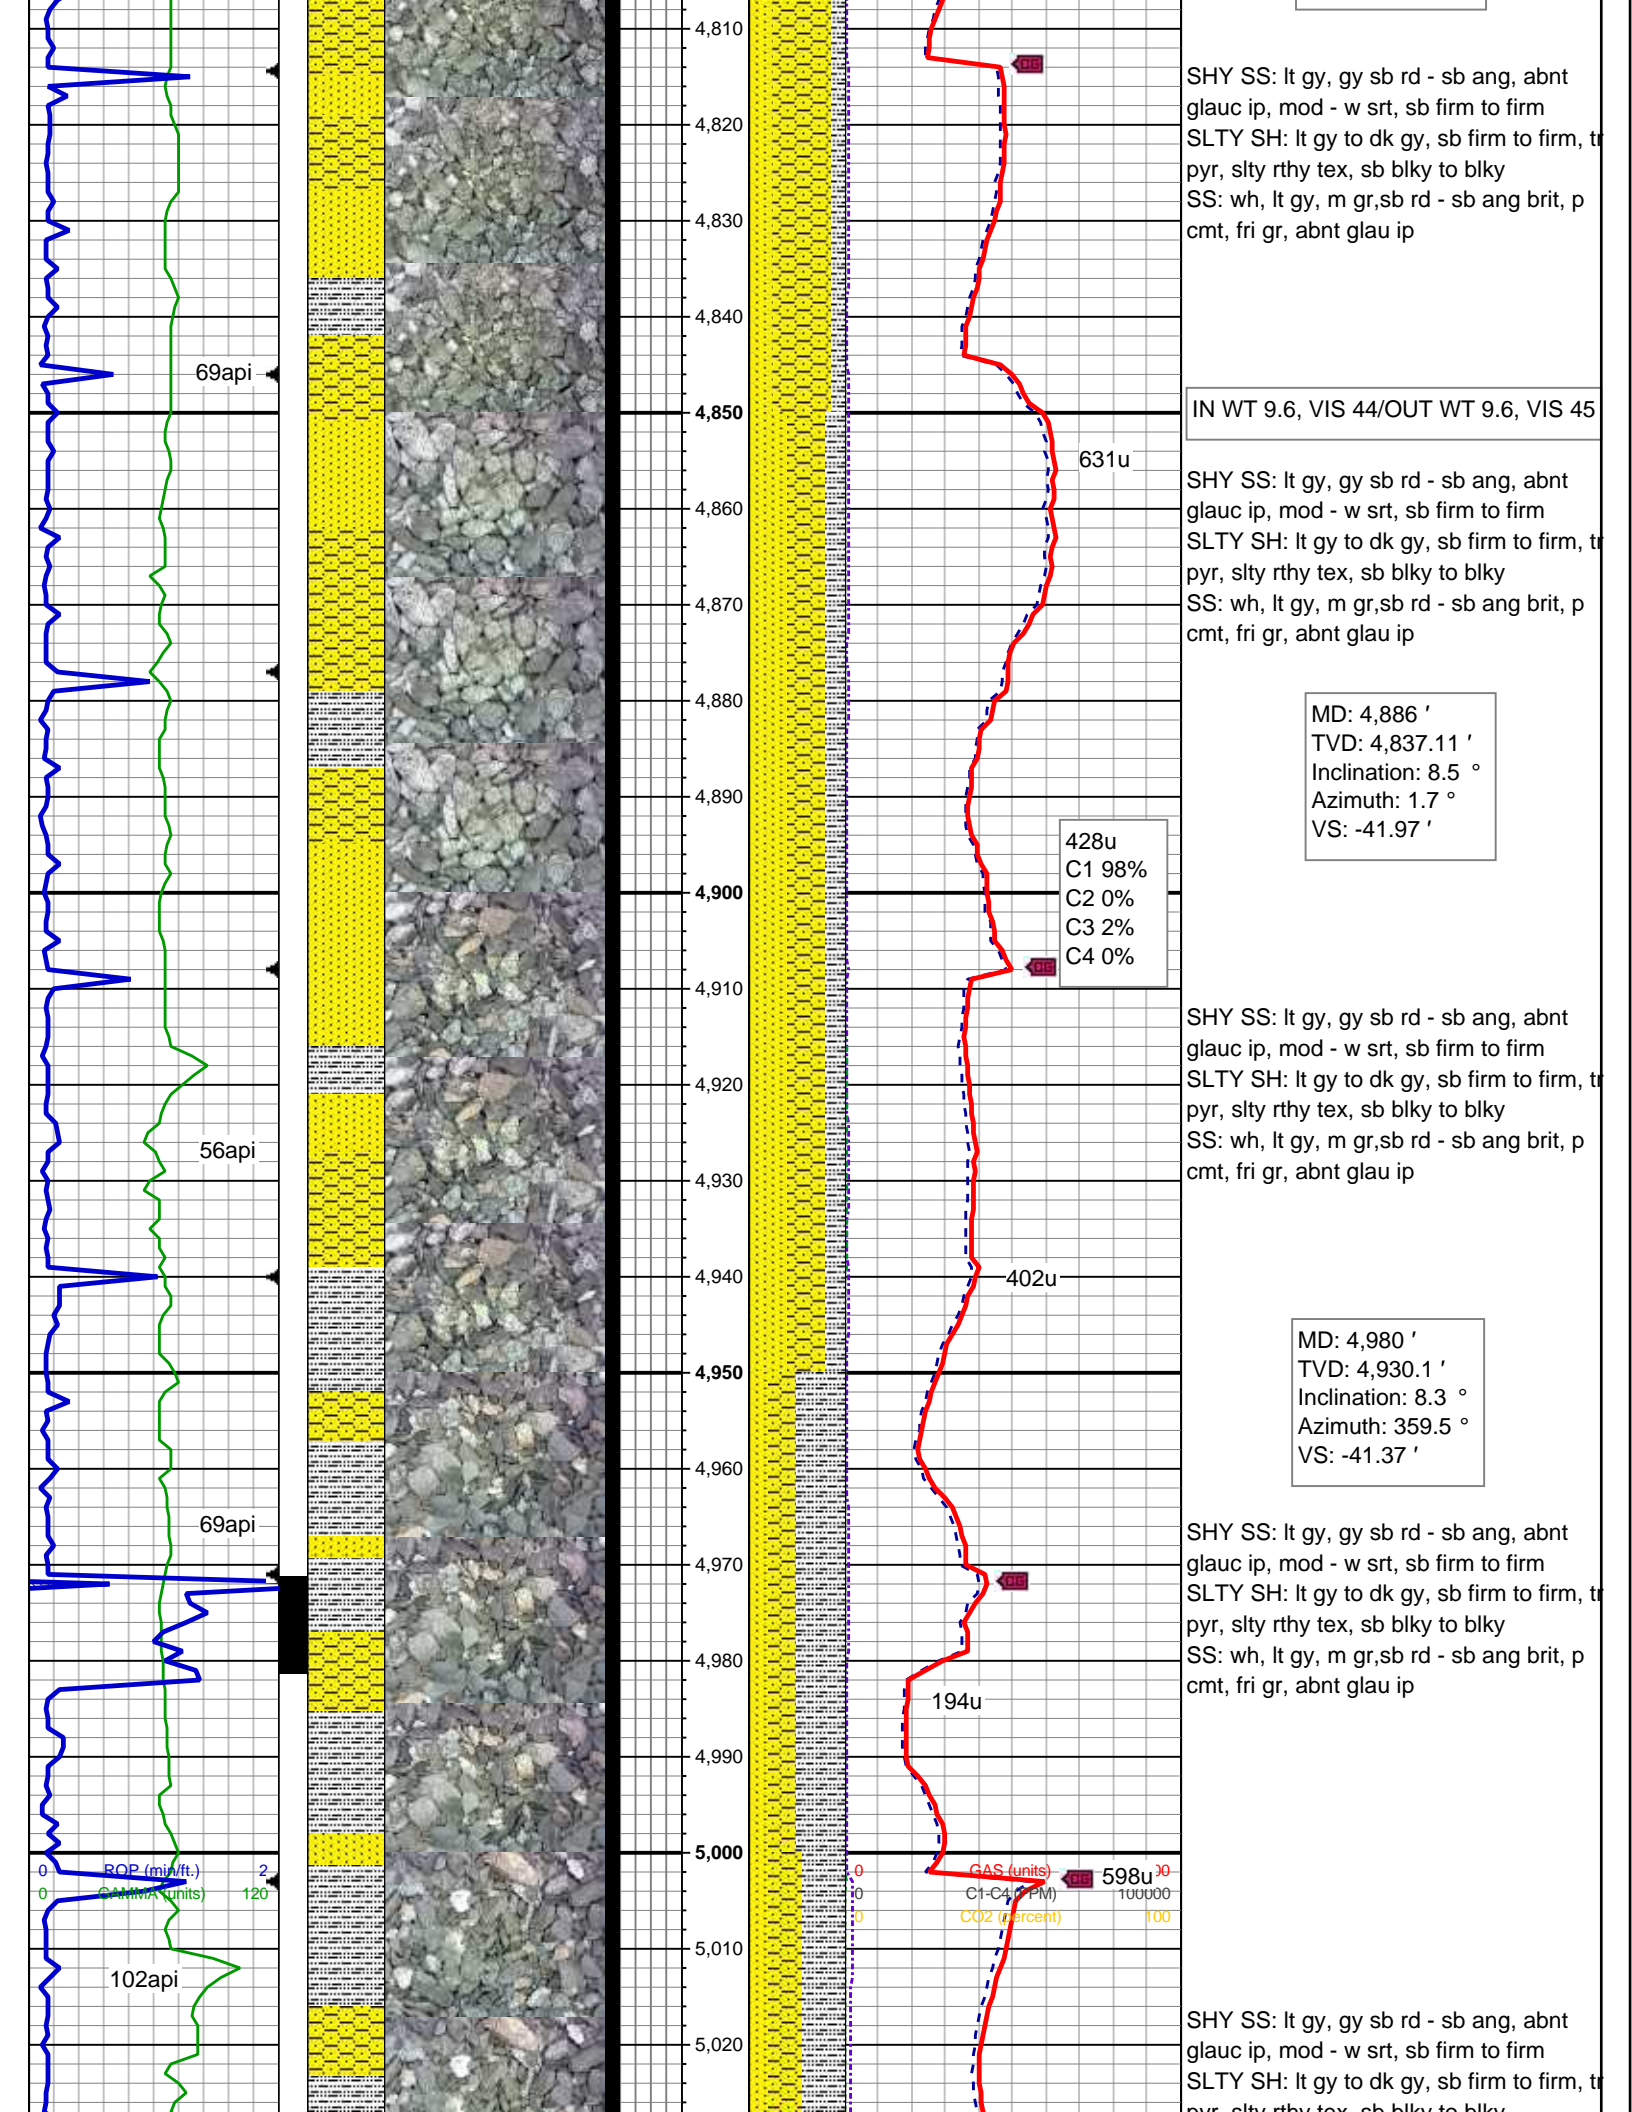 4,810
SHY SS: lt gy, gy sb rd - sb ang, abnt
glauc ip, mod - w srt, sb firm to firm
SLTY SH: lt gy to dk gy, sb firm to firm, tr
pyr, slty rthy tex, sb blky to blky
SS: wh, lt gy, m gr,sb rd - sb ang brit, p
cmt, fri gr, abnt glau ip
CG
4,820
4,830
4,840
69api
4,850
IN WT 9.6, VIS 44/OUT WT 9.6, VIS 45
631u
SHY SS: lt gy, gy sb rd - sb ang, abnt
glauc ip, mod - w srt, sb firm to firm
SLTY SH: lt gy to dk gy, sb firm to firm, tr
pyr, slty rthy tex, sb blky to blky
SS: wh, lt gy, m gr,sb rd - sb ang brit, p
cmt, fri gr, abnt glau ip
4,860
4,870
4,880
MD: 4,886 '
TVD: 4,837.11 '
Inclination: 8.5 °
Azimuth: 1.7 °
VS: -41.97 '
4,890
428u
C1 98%
C2 0%
C3 2%
C4 0%
4,900
CG
4,910
SHY SS: lt gy, gy sb rd - sb ang, abnt
glauc ip, mod - w srt, sb firm to firm
SLTY SH: lt gy to dk gy, sb firm to firm, tr
pyr, slty rthy tex, sb blky to blky
SS: wh, lt gy, m gr,sb rd - sb ang brit, p
cmt, fri gr, abnt glau ip
4,920
56api
4,930
4,940
402u
MD: 4,980 '
TVD: 4,930.1 '
Inclination: 8.3 °
Azimuth: 359.5 °
VS: -41.37 '
4,950
4,960
69api
SHY SS: lt gy, gy sb rd - sb ang, abnt
glauc ip, mod - w srt, sb firm to firm
SLTY SH: lt gy to dk gy, sb firm to firm, tr
pyr, slty rthy tex, sb blky to blky
SS: wh, lt gy, m gr,sb rd - sb ang brit, p
cmt, fri gr, abnt glau ip
4,970
CG
4,980
194u
4,990
5,000
0 ROP (min/ft.) 2
0 GAMMA (units) 120
0 GAS (units)
CG
598u
0 C1-C4 100000
0 CO2 (percent) 100
5,010
102api
5,020
SHY SS: lt gy, gy sb rd - sb ang, abnt
glauc ip, mod - w srt, sb firm to firm
SLTY SH: lt gy to dk gy, sb firm to firm, tr
pyr, slty rthy tex, sb blky to blky